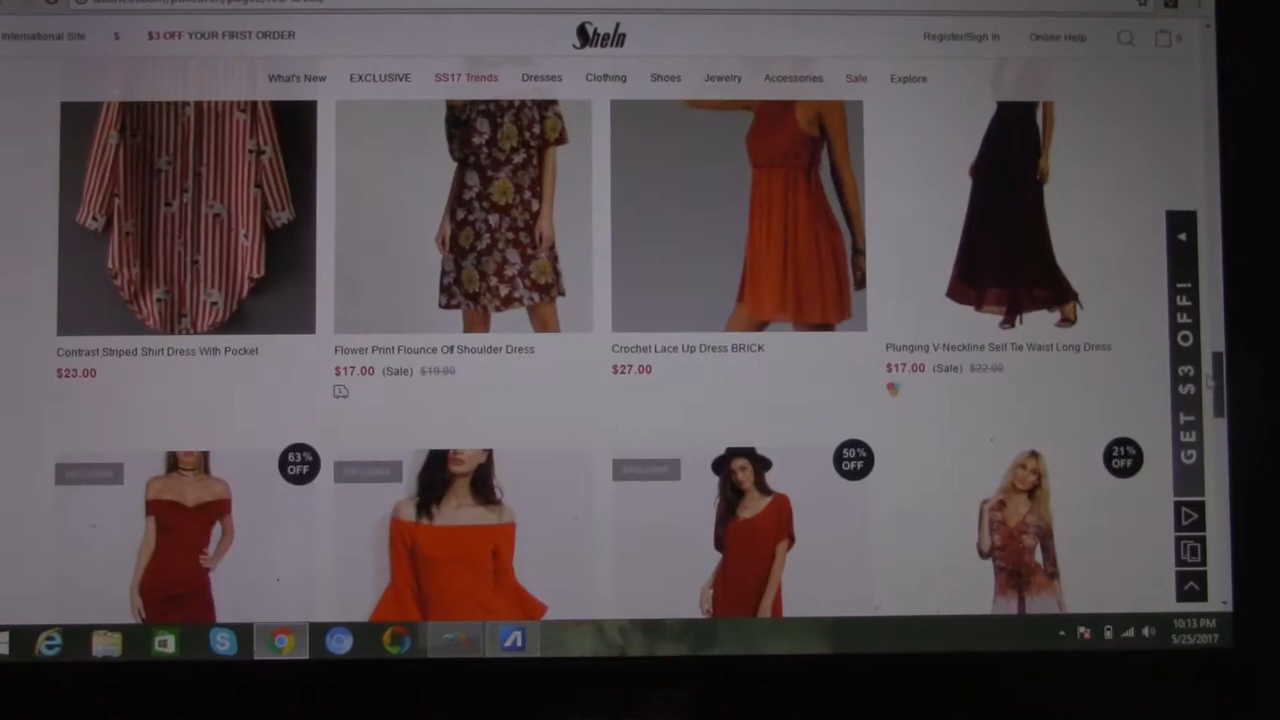 International Site $ $3 OFF YOUR FIRST ORDER SheIn Register/Sign In Online Help 0
What's New EXCLUSIVE SS17 Trends Dresses Clothing Shoes Jewelry Accessories Sale Explore
Contrast Striped Shirt Dress With Pocket
$23.00
Flower Print Flounce Off Shoulder Dress
$17.00 (Sale) $19.00
Crochet Lace Up Dress BRICK
$27.00
Plunging V-Neckline Self Tie Waist Long Dress
$17.00 (Sale) $22.00
GET $3 OFF!
EXCLUSIVE
63%
OFF
EXCLUSIVE
EXCLUSIVE
50%
OFF
21%
OFF
10:13 PM
5/25/2017